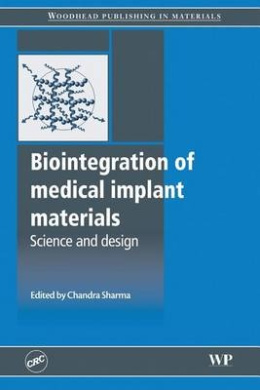 WOODHEAD PUBLISHING IN MATERIALS
Biointegration of
medical implant
materials
Science and design
Edited by Chandra Sharma
CRC
WP